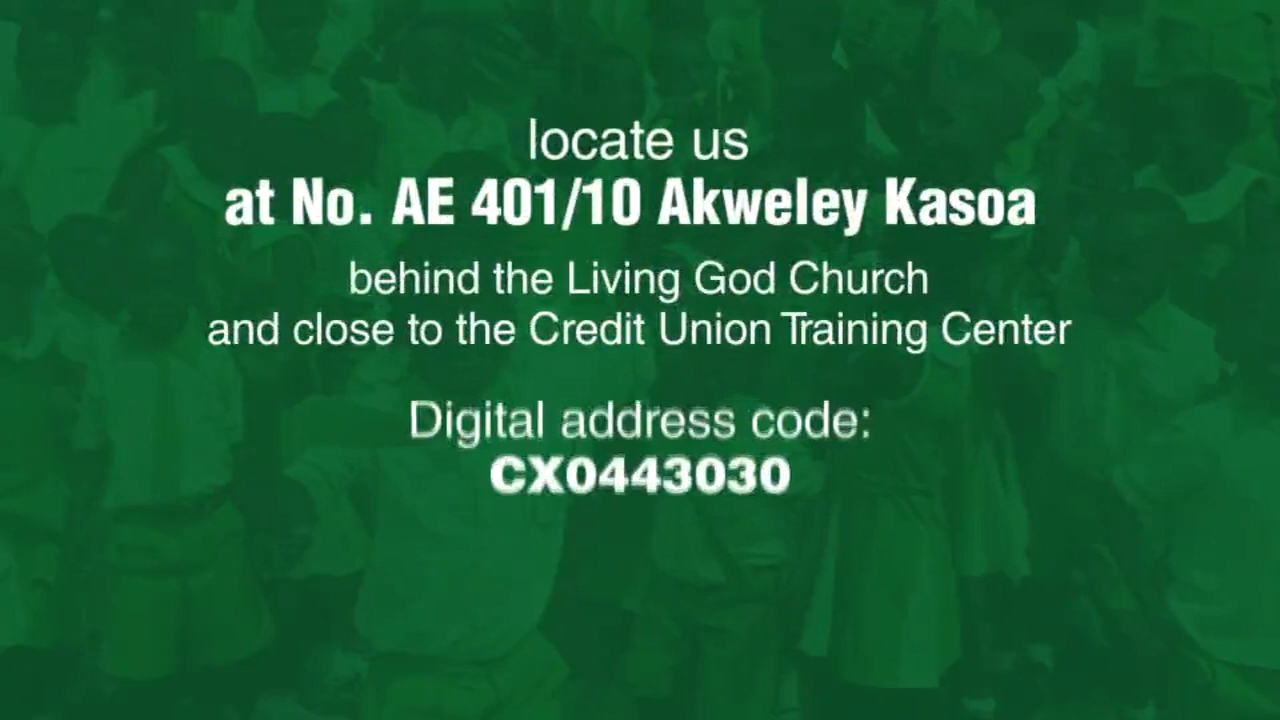 locate us
at No. AE 401/10 Akweley Kasoa
behind the Living God Church
and close to the Credit Union Training Center
Digital address code:
CX0443030